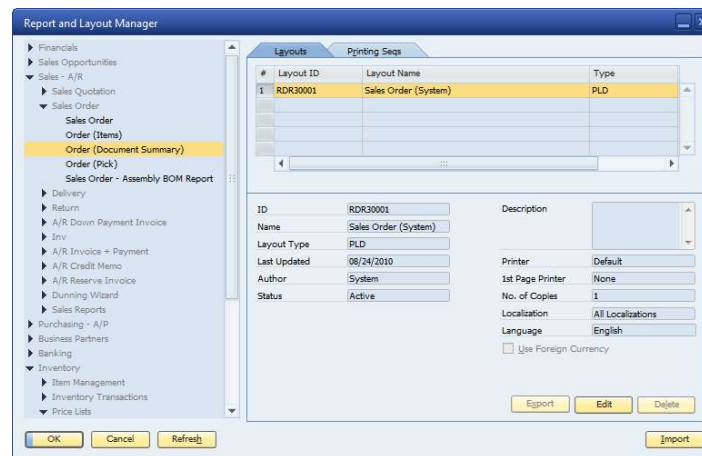 Report and Layout Manager
Financials
Sales Opportunities
Sales - A/R
Sales Quotation
Sales Order
Sales Order
Order (Items)
Order (Document Summary)
Order (Pick)
Sales Order - Assembly BOM Report
Delivery
Return
A/R Down Payment Invoice
Inv
A/R Invoice + Payment
A/R Credit Memo
A/R Reserve Invoice
Dunning Wizard
Sales Reports
Purchasing - A/P
Business Partners
Banking
Inventory
Item Management
Inventory Transactions
Price Lists
Layouts Printing Seqs
# Layout ID Layout Name Type
1 RDR30001 Sales Order (System) PLD
ID RDR30001
Name Sales Order (System)
Layout Type PLD
Last Updated 08/24/2010
Author System
Status Active
Description
Printer Default
1st Page Printer None
No. of Copies 1
Localization All Localizations
Language English
Use Foreign Currency
Export Edit Delete
OK Cancel Refresh Import